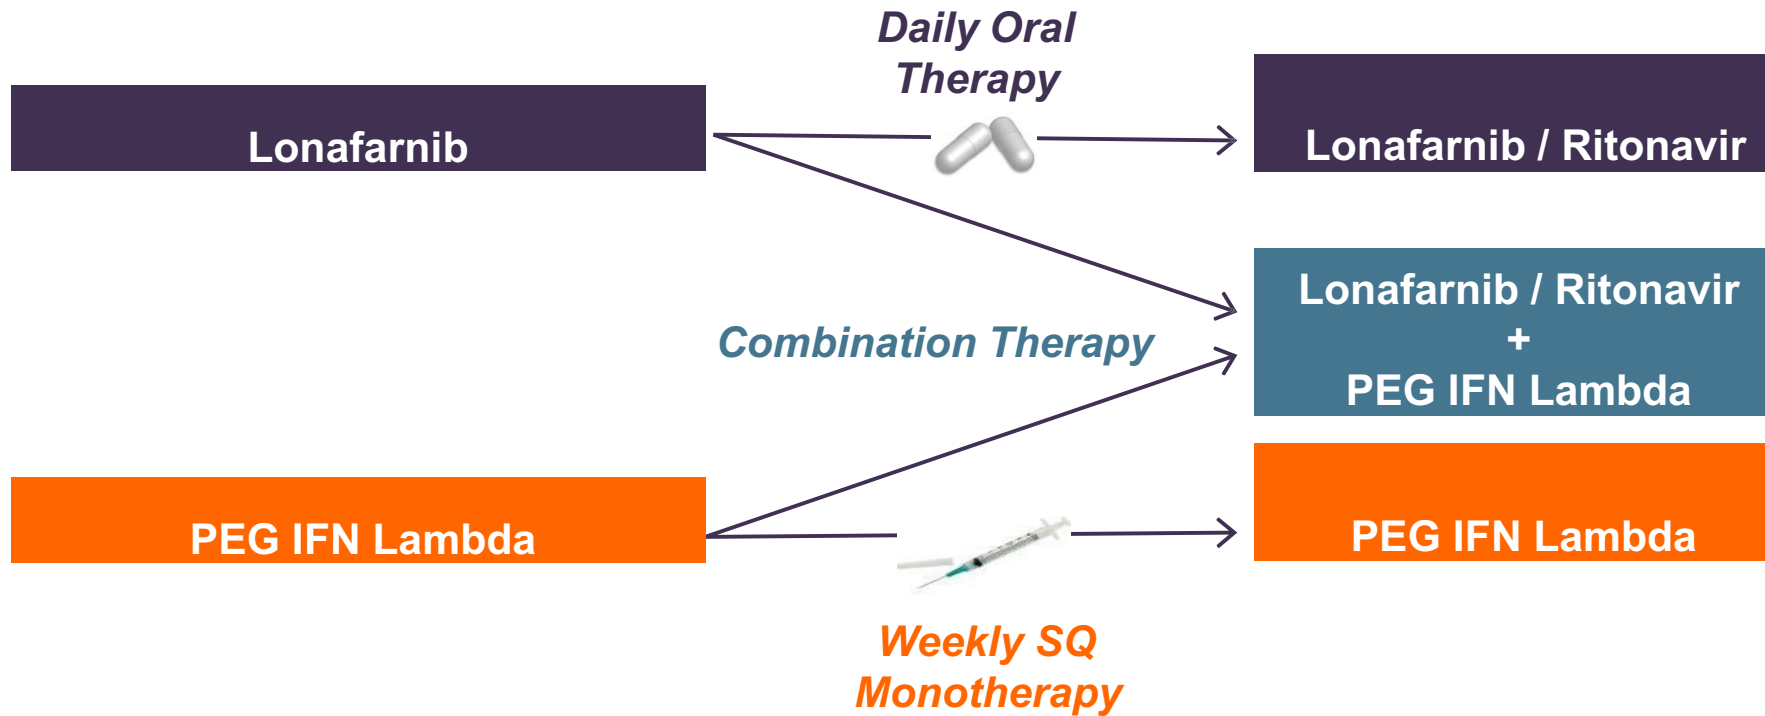 Daily Oral
Therapy
Lonafarnib
Lonafarnib / Ritonavir
Lonafarnib / Ritonavir
+
PEG IFN Lambda
Combination Therapy
PEG IFN Lambda
PEG IFN Lambda
Weekly SQ
Monotherapy